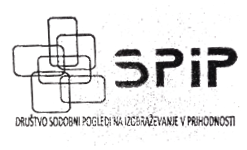 SPiP
DRUŠTVO SODOBNI POGLEDI NA IZOBRAŽEVANJE V PRIHODNOSTI